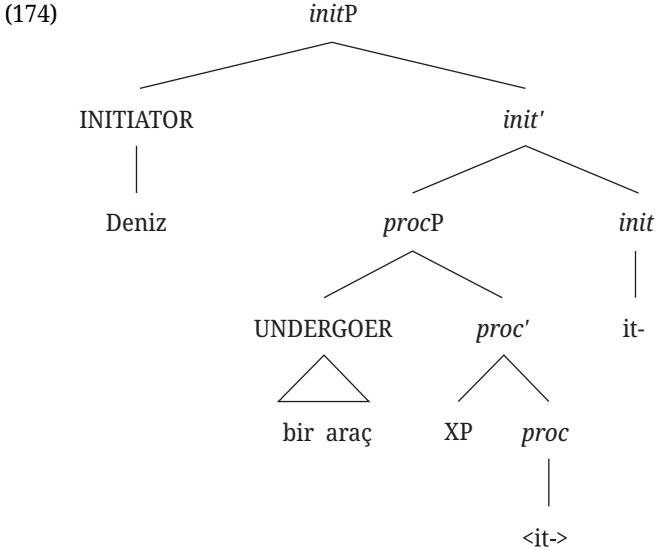 (174) initP
INITIATOR init'
Deniz procP init
UNDERGOER proc' it-
bir araç XP proc
<it->